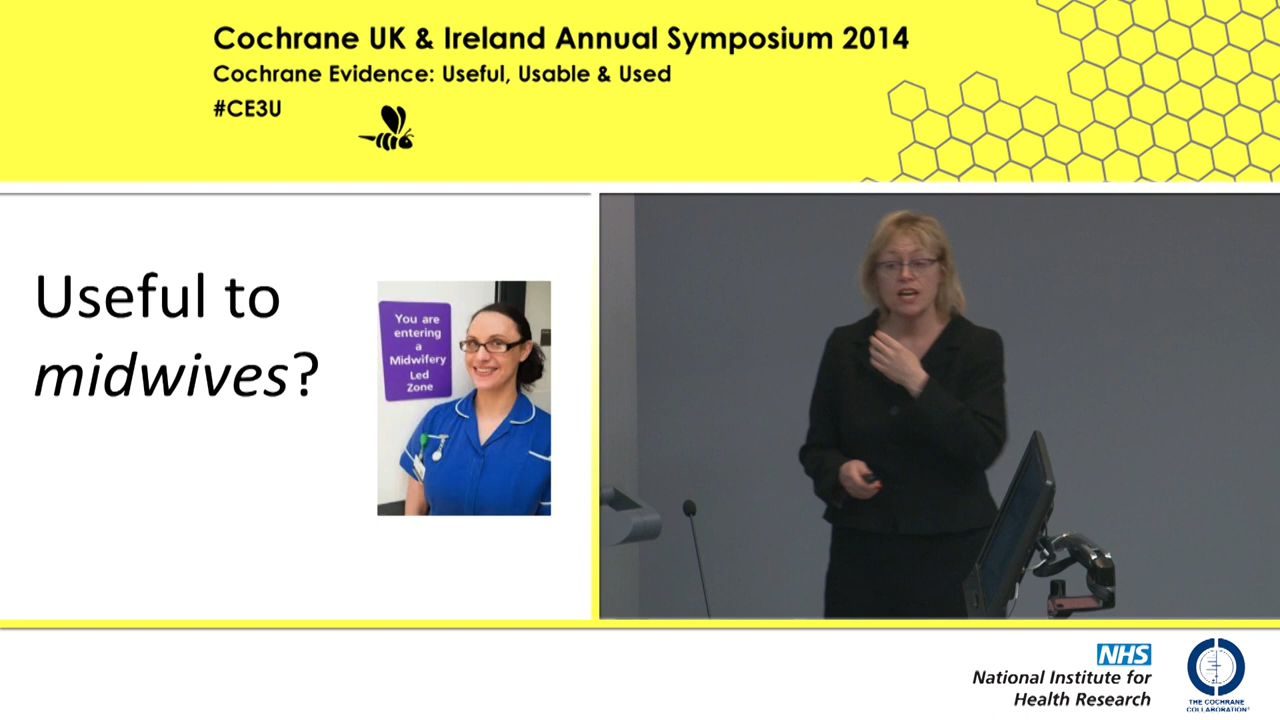 Cochrane UK & Ireland Annual Symposium 2014
Cochrane Evidence: Useful, Usable & Used
#CE3U
Useful to
midwives?
You are
entering
a
Midwifery
Led
Zone
NHS
National Institute for
Health Research
THE COCHRANE
COLLABORATION®